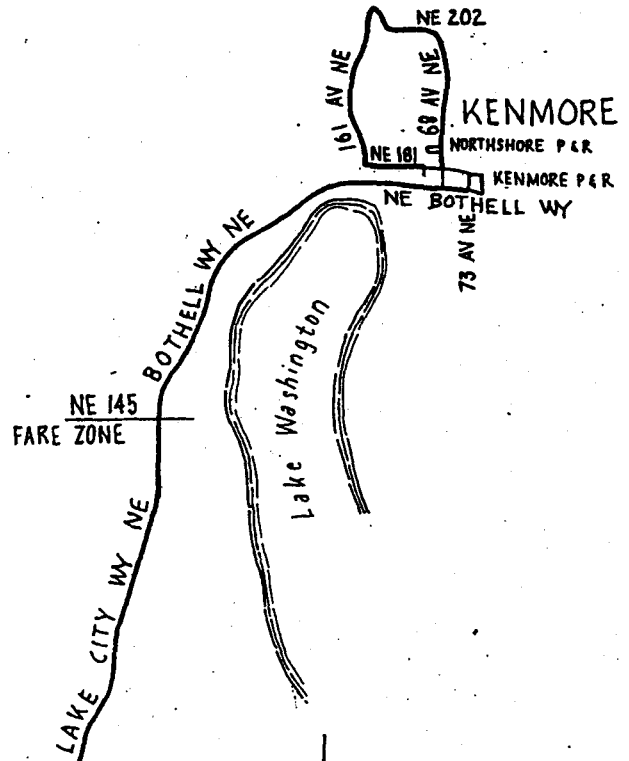 NE 202
161 AV NE
68 AV NE
KENMORE
NORTHSHORE P & R
NE 181
KENMORE P & R
NE BOTHELL WY
73 AV NE
BOTHELL WY NE
Lake Washington
NE 145
FARE ZONE
LAKE CITY WY NE